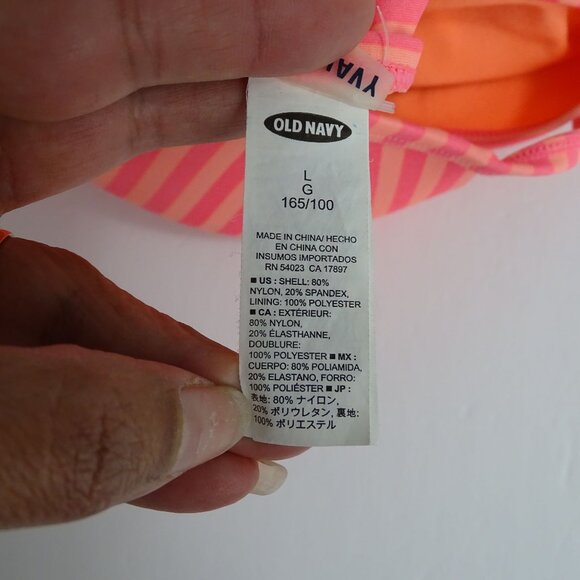 OLD NAVY
L
G
165/100
MADE IN CHINA/ HECHO
EN CHINA CON
INSUMOS IMPORTADOS
RN 54023 CA 17897
■ US : SHELL: 80%
NYLON, 20% SPANDEX,
LINING: 100% POLYESTER
■ CA : EXTÉRIEUR:
80% NYLON,
20% ÉLASTHANNE,
DOUBLURE:
100% POLYESTER ■ MX :
CUERPO: 80% POLIAMIDA,
20% ELASTANO, FORRO:
100% POLIÉSTER ■ JP :
表地: 80% ナイロン,
20% ポリウレタン, 裏地:
100% ポリエステル